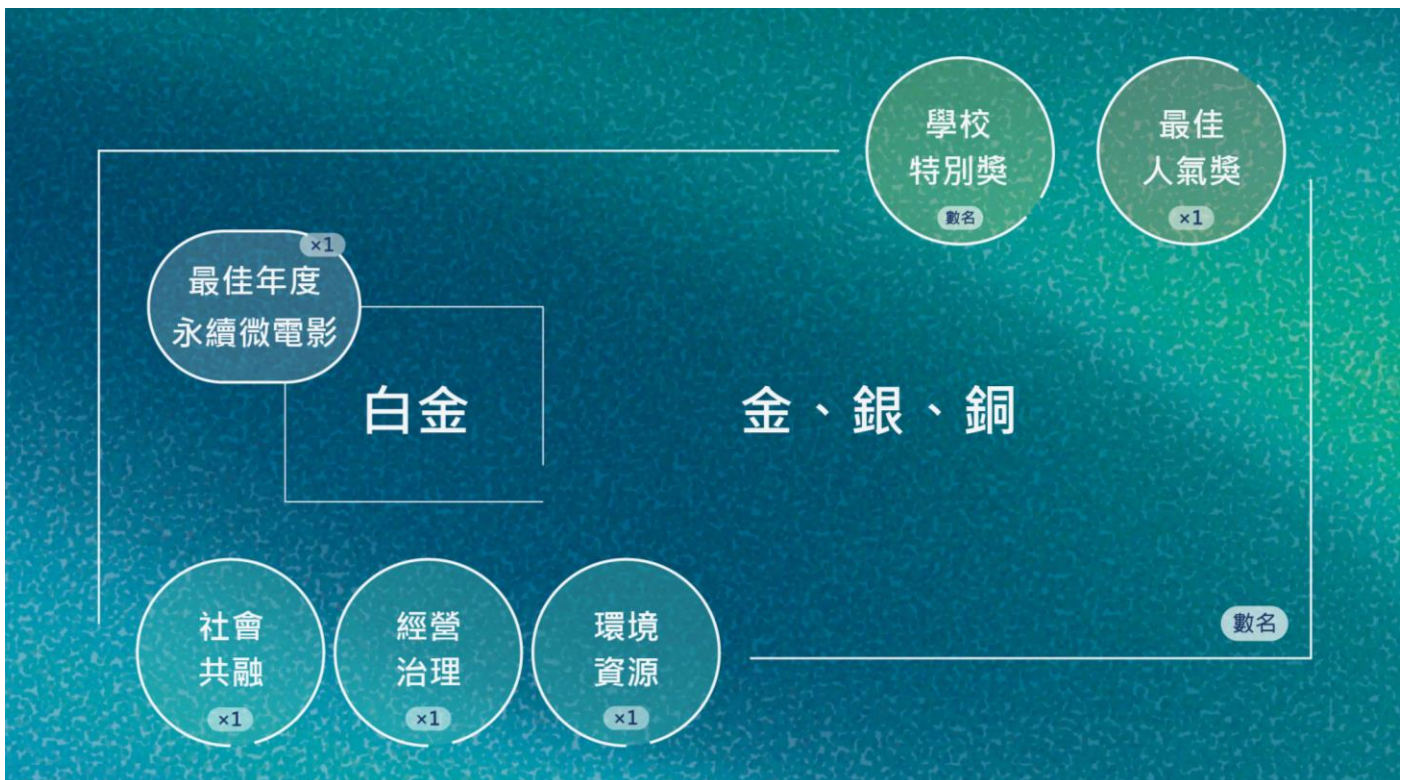 學校
特別獎
數名
最佳
人氣獎
×1
×1
最佳年度
永續微電影
白金
金、銀、銅
社會
共融
×1
經營
治理
×1
環境
資源
×1
數名